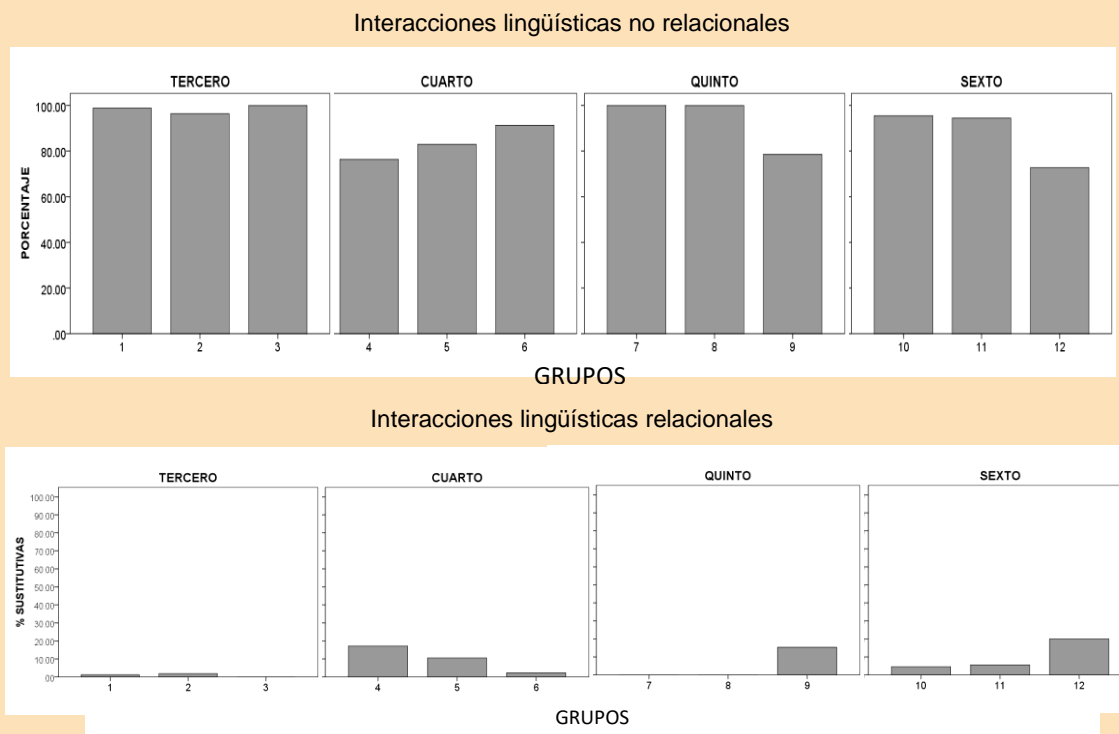 Interacciones lingüísticas no relacionales
TERCERO CUARTO QUINTO SEXTO
PORCENTAJE
100.00
80.00
60.00
40.00
20.00
.00
1 2 3 4 5 6 7 8 9 10 11 12
GRUPOS
Interacciones lingüísticas relacionales
TERCERO CUARTO QUINTO SEXTO
% SUSTITUTIVAS
100.00
90.00
80.00
70.00
60.00
50.00
40.00
30.00
20.00
10.00
.00
1 2 3 4 5 6 7 8 9 10 11 12
GRUPOS